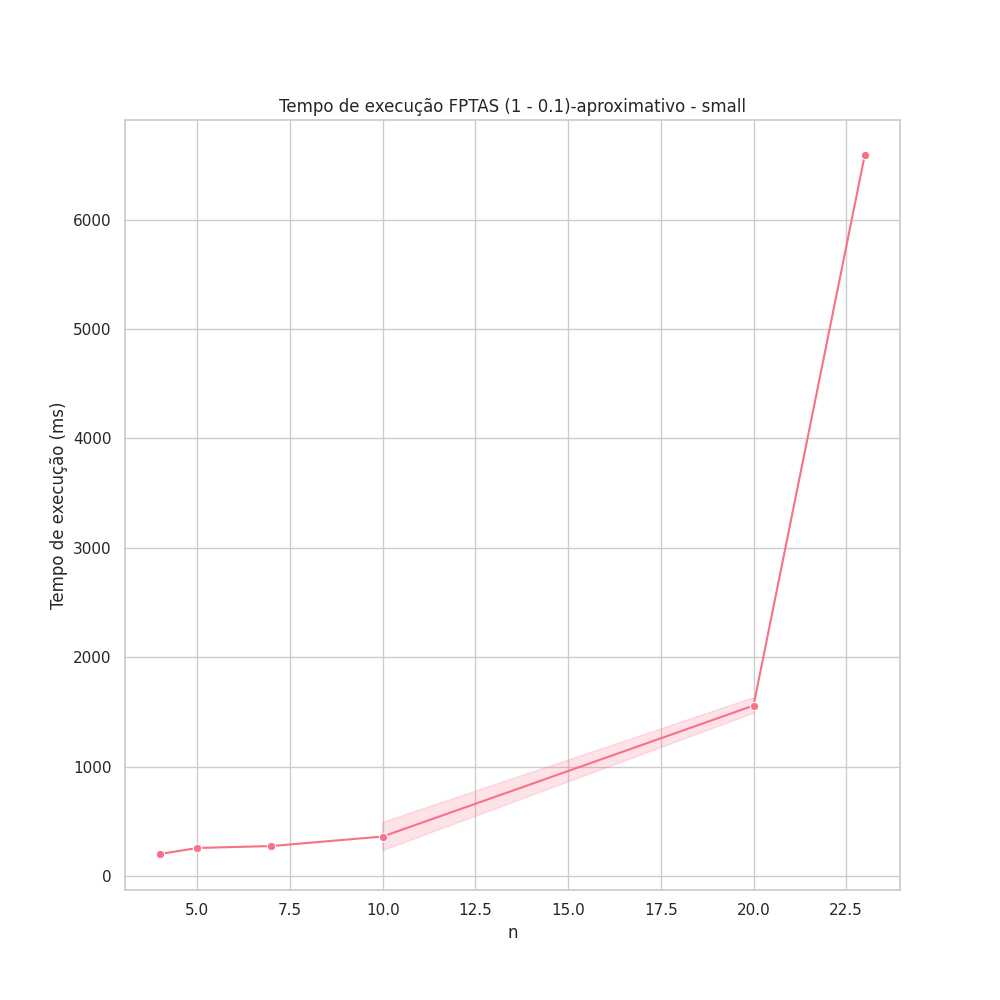 Tempo de execução FPTAS (1 - 0.1)-aproximativo - small
Tempo de execução (ms)
6000
5000
4000
3000
2000
1000
0
5.0 7.5 10.0 12.5 15.0 17.5 20.0 22.5
n